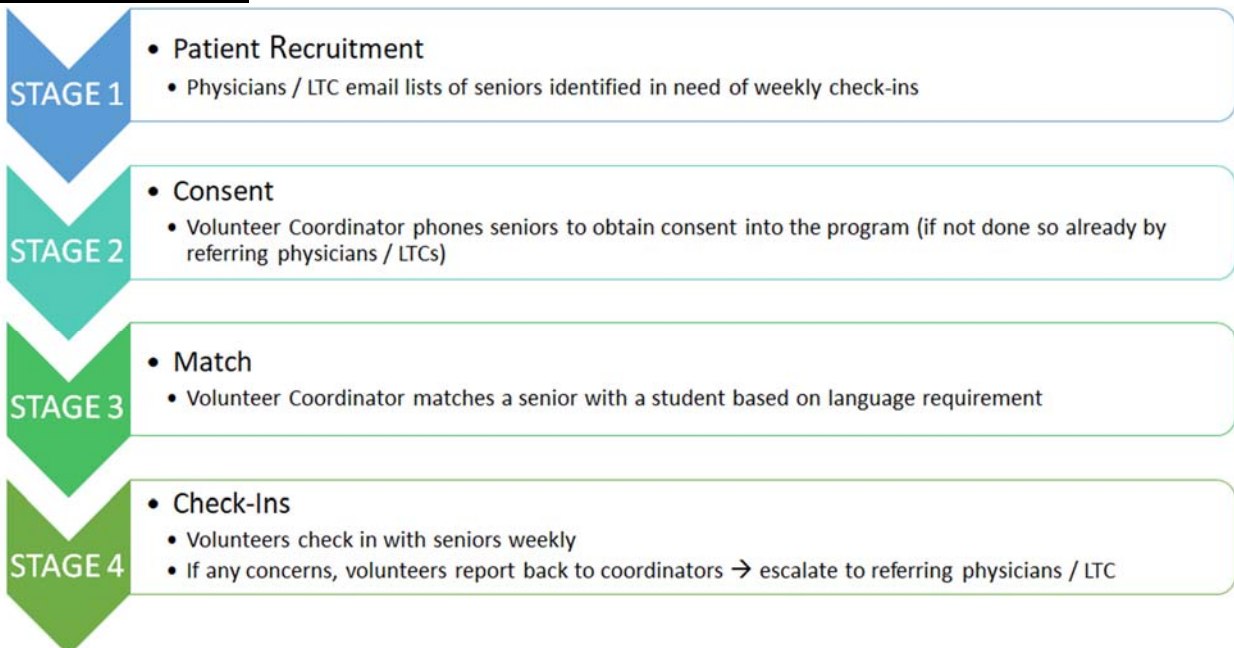 STAGE 1
• Patient Recruitment
• Physicians / LTC email lists of seniors identified in need of weekly check-ins
STAGE 2
• Consent
• Volunteer Coordinator phones seniors to obtain consent into the program (if not done so already by
referring physicians / LTCs)
STAGE 3
• Match
• Volunteer Coordinator matches a senior with a student based on language requirement
STAGE 4
• Check-Ins
• Volunteers check in with seniors weekly
• If any concerns, volunteers report back to coordinators → escalate to referring physicians / LTC